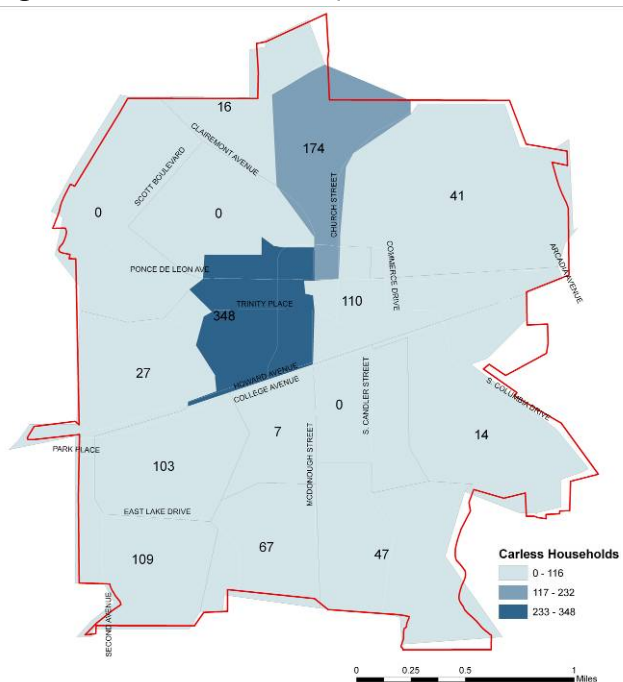 16
CLAIREMONT AVENUE
174
SCOTT BOULEVARD
41
0
0
CHURCH STREET
PONCE DE LEON AVE
COMMERCE DRIVE
ARCADIA AVENUE
TRINITY PLACE
110
348
27
HOWARD AVENUE
COLLEGE AVENUE
0
S. CANDLER STREET
S. COLUMBIA DRIVE
7
14
PARK PLACE
103
MCDONOUGH STREET
EAST LAKE DRIVE
109
67
47
SECOND AVENUE
Carless Households
0 - 116
117 - 232
233 - 348
0 0.25 0.5 1
Miles